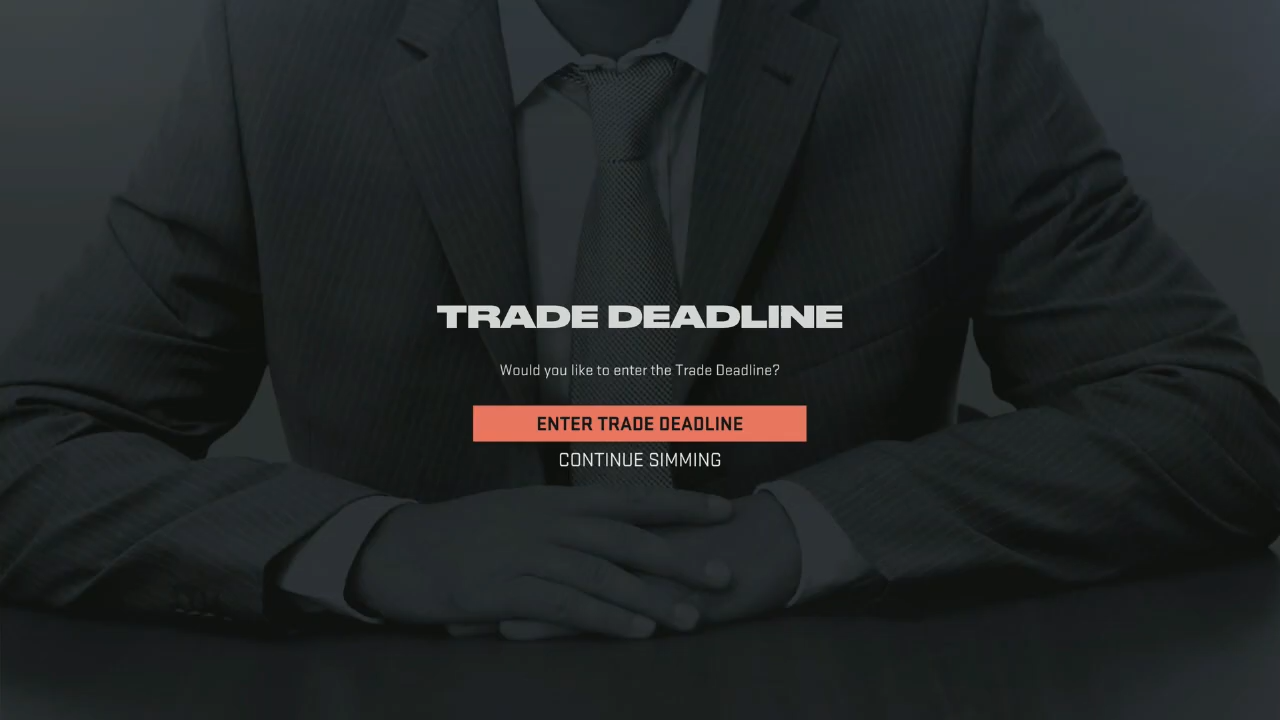 TRADE DEADLINE
Would you like to enter the Trade Deadline?
ENTER TRADE DEADLINE
CONTINUE SIMMING